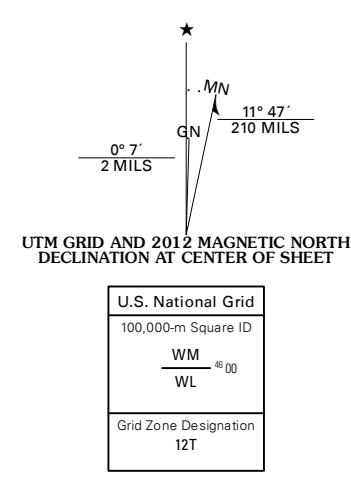 ★
MN
11° 47´
210 MILS
GN
0° 7´
2 MILS
UTM GRID AND 2012 MAGNETIC NORTH
DECLINATION AT CENTER OF SHEET
U.S. National Grid
100,000-m Square ID
WM
46 00
WL
Grid Zone Designation
12T